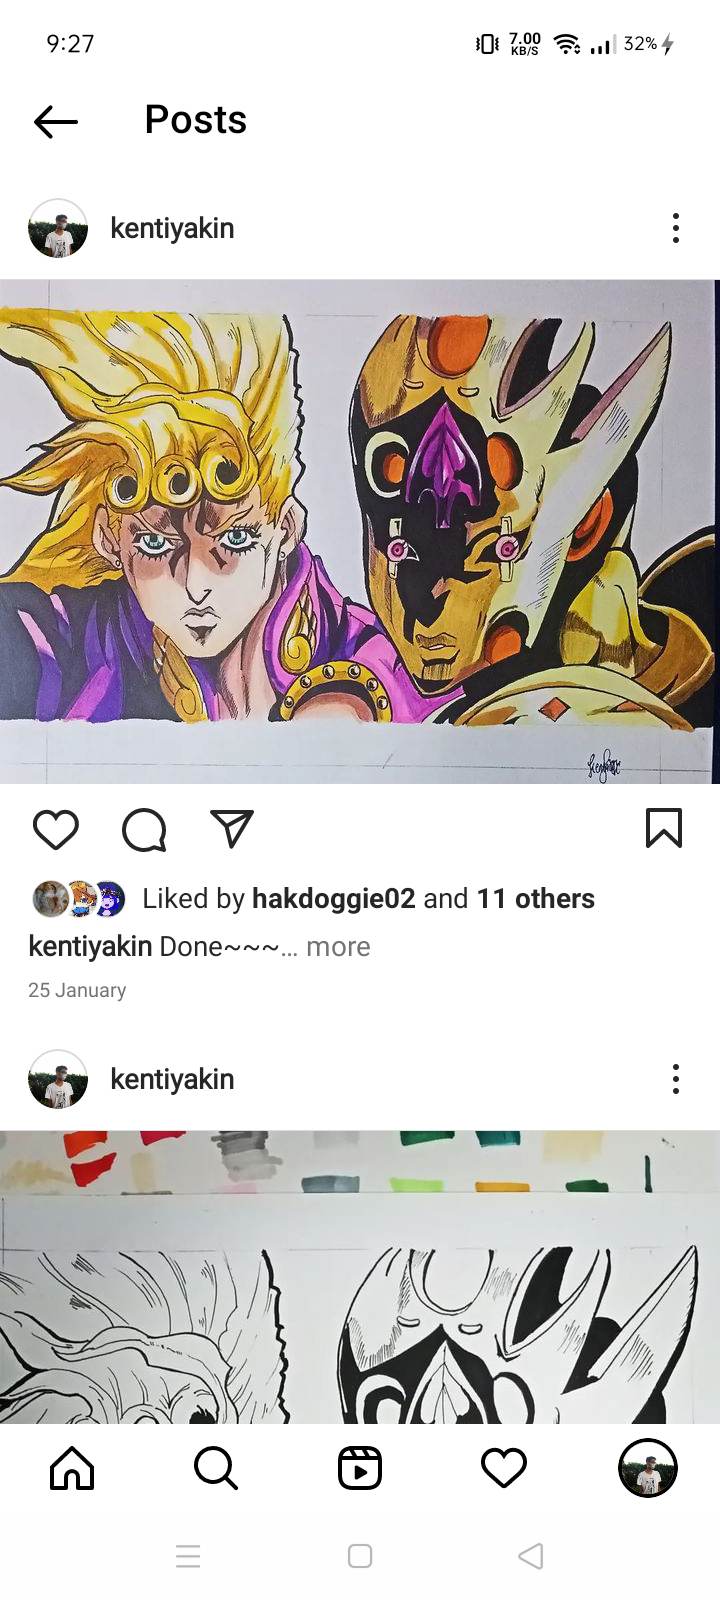 9:27
7.00
KB/S
32%
Posts
kentiyakin
Liked by hakdoggie02 and 11 others
kentiyakin Done~~~... more
25 January
kentiyakin